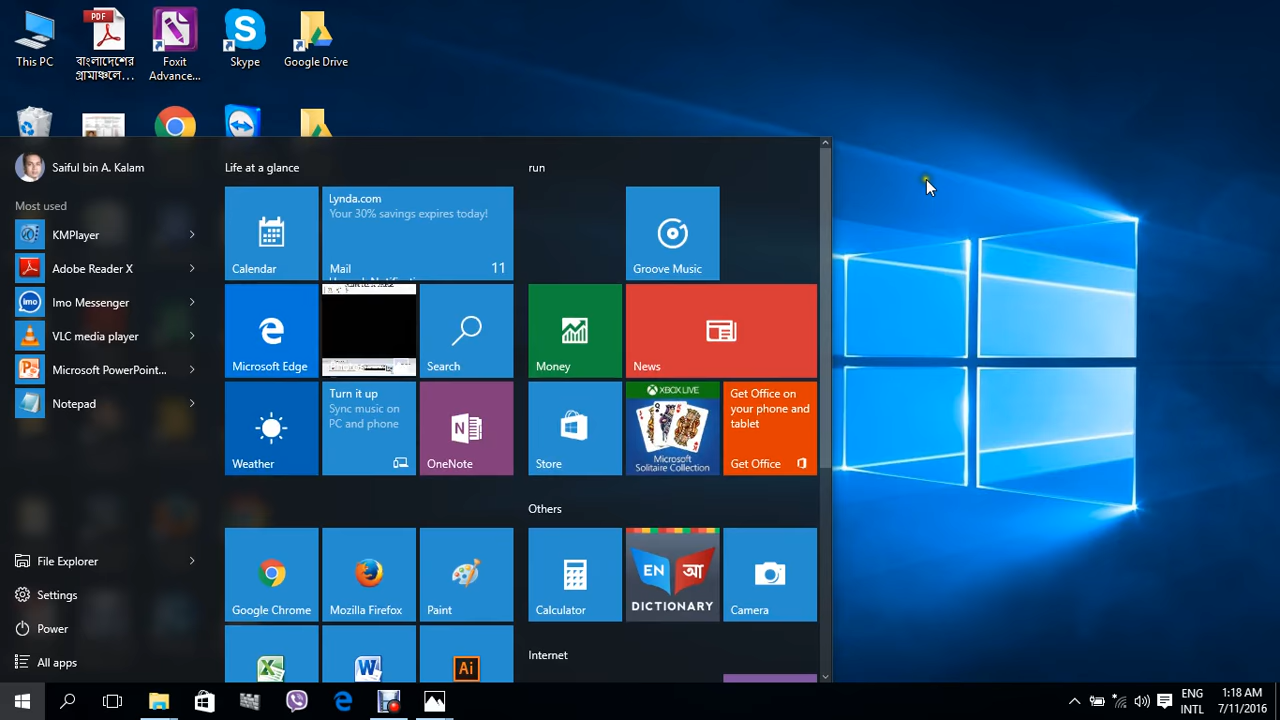 PDF
S
This PC
বাংলাদেশের
গ্রামাঞ্চলে...
Foxit
Advance...
Skype
Google Drive
Saiful bin A. Kalam
Life at a glance
run
Most used
KMPlayer
Adobe Reader X
imo
Imo Messenger
VLC media player
Microsoft PowerPoint...
Notepad
Calendar
Lynda.com
Your 30% savings expires today!
Mail
11
Groove Music
Microsoft Edge
Search
Money
News
Weather
Turn it up
Sync music on
PC and phone
N
OneNote
Store
XBOX LIVE
Microsoft
Solitaire Collection
Get Office on
your phone and
tablet
Get Office
Others
Google Chrome
Mozilla Firefox
Paint
Calculator
EN
আ
DICTIONARY
Camera
File Explorer
Settings
Power
All apps
Internet
Ai
ENG
INTL
1:18 AM
7/11/2016